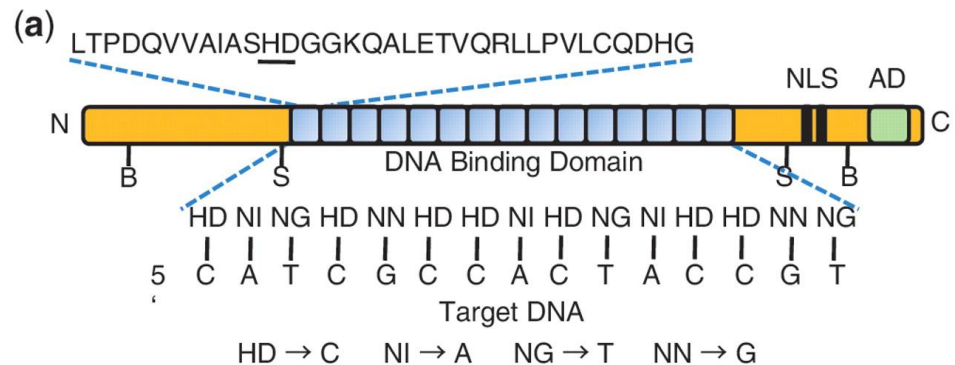 (a)
LTPDQVVAIASHDGGKQALETVQRLLPVLCQDHG
NLS AD
N C
B S DNA Binding Domain S B
HD NI NG HD NN HD HD NI HD NG NI HD HD NN NG
5 ‘ C A T C G C C A C T A C C G T
Target DNA
HD → C NI → A NG → T NN → G